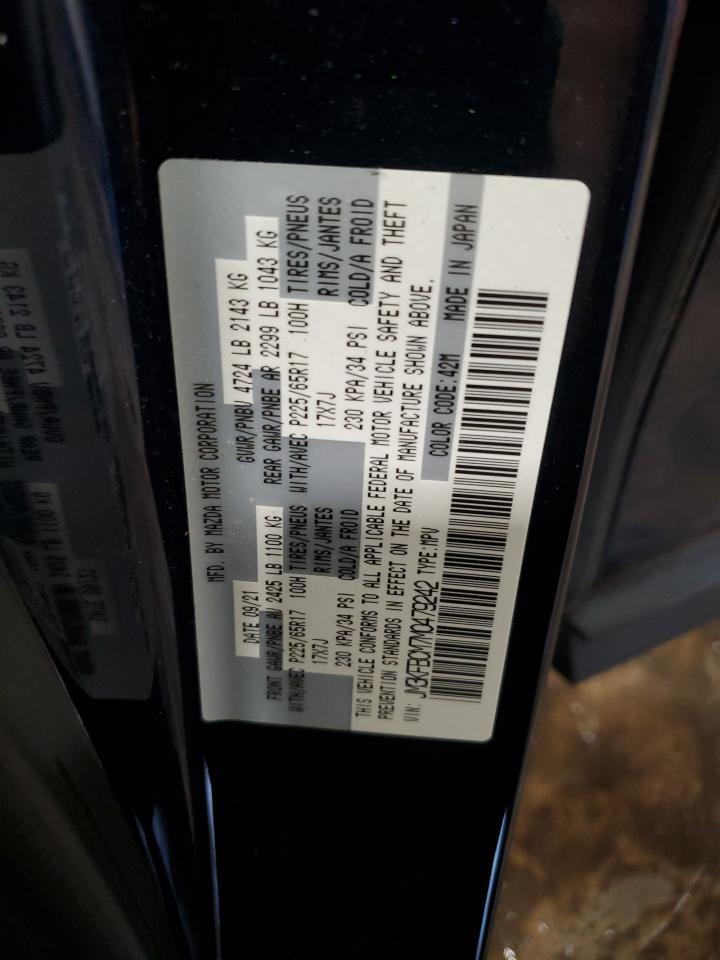 MFD. BY MAZDA MOTOR CORPORATION
DATE 09/21 GVWR/PNBV 4724 LB 2143 KG
FRONT GAWR/PNBE AV 2425 LB 1100 KG REAR GAWR/PNBE AR 2299 LB 1043 KG
WITH/AVEC P225/65R17 100H TIRES/PNEUS WITH/AVEC P225/65R17 100H TIRES/PNEUS
17X7J RIMS/JANTES 17X7J RIMS/JANTES
230 KPA/34 PSI COLD/A FROID 230 KPA/34 PSI COLD/A FROID
THIS VEHICLE CONFORMS TO ALL APPLICABLE FEDERAL MOTOR VEHICLE SAFETY AND THEFT
PREVENTION STANDARDS IN EFFECT ON THE DATE OF MANUFACTURE SHOWN ABOVE.
COLOR CODE:42M MADE IN JAPAN
VIN: JM3KFBCM7M0479242 TYPE:MPV